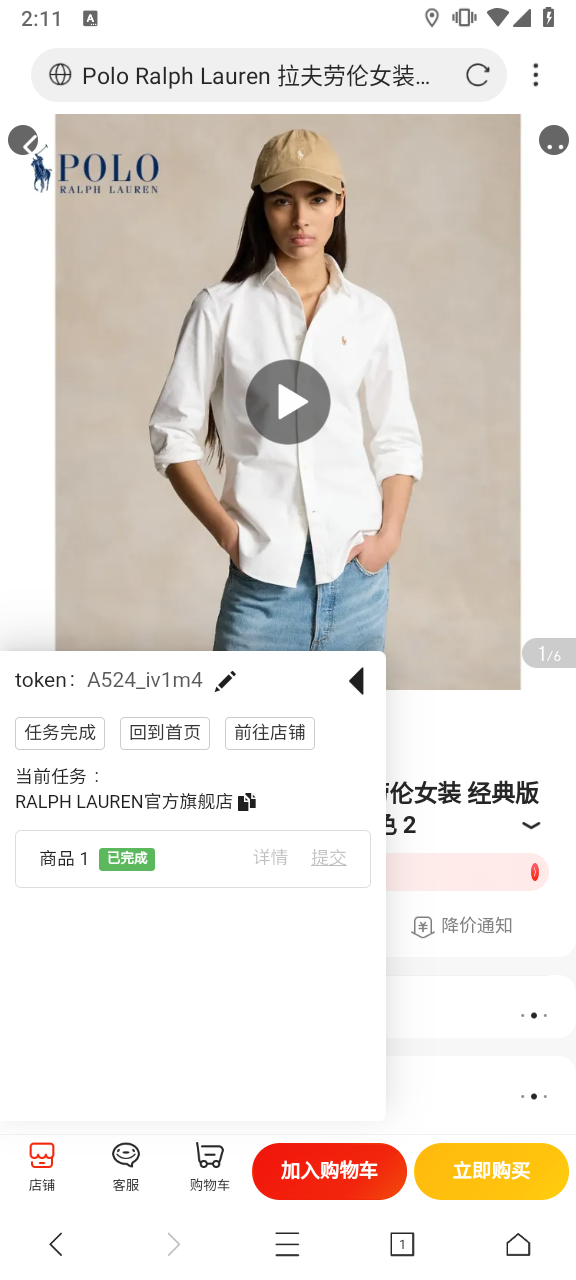 2:11
A
Polo Ralph Lauren 拉夫劳伦女装...
POLO
RALPH LAUREN
1/6
token： A524_iv1m4
任务完成
回到首页
前往店铺
当前任务：
RALPH LAUREN官方旗舰店
商品 1
已完成
详情
提交
劳伦女装 经典版
色 2
降价通知
店铺
客服
购物车
加入购物车
立即购买
1